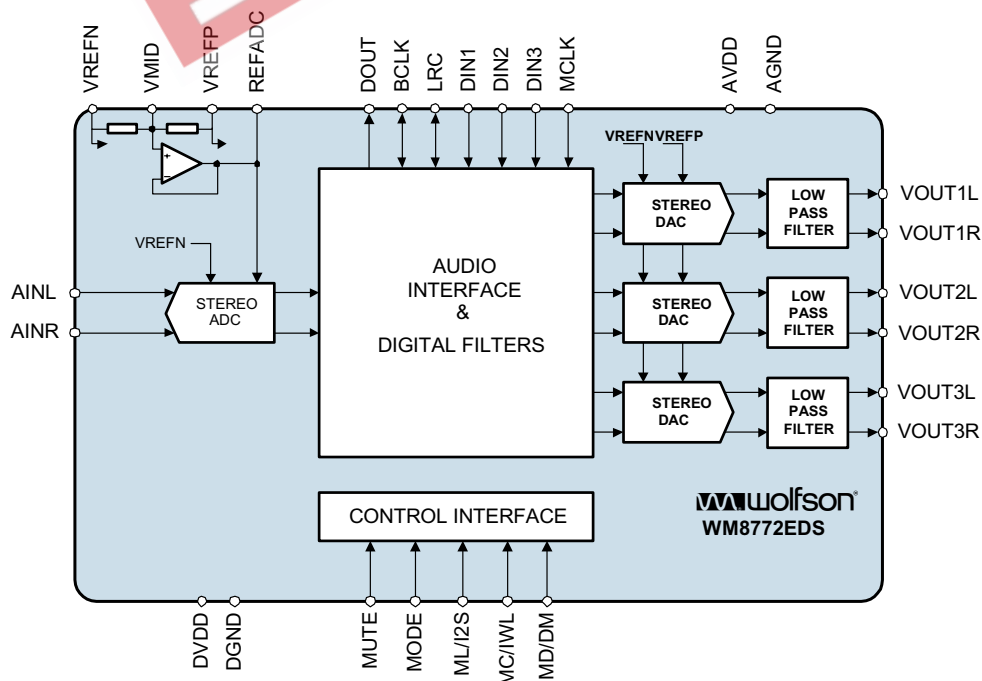 VREFN
VMID
VREFP
REFADC
DOUT
BCLK
LRC
DIN1
DIN2
DIN3
MCLK
AVDD
AGND
VREFN VREFP
STEREO
DAC
LOW
PASS
FILTER
VOUT1L
VOUT1R
VREFN
AINL
AINR
STEREO
ADC
AUDIO
INTERFACE
&
DIGITAL FILTERS
STEREO
DAC
LOW
PASS
FILTER
VOUT2L
VOUT2R
STEREO
DAC
LOW
PASS
FILTER
VOUT3L
VOUT3R
CONTROL INTERFACE
wolfson®
WM8772EDS
DVDD
DGND
MUTE
MODE
ML/I2S
MC/IWL
MD/DM